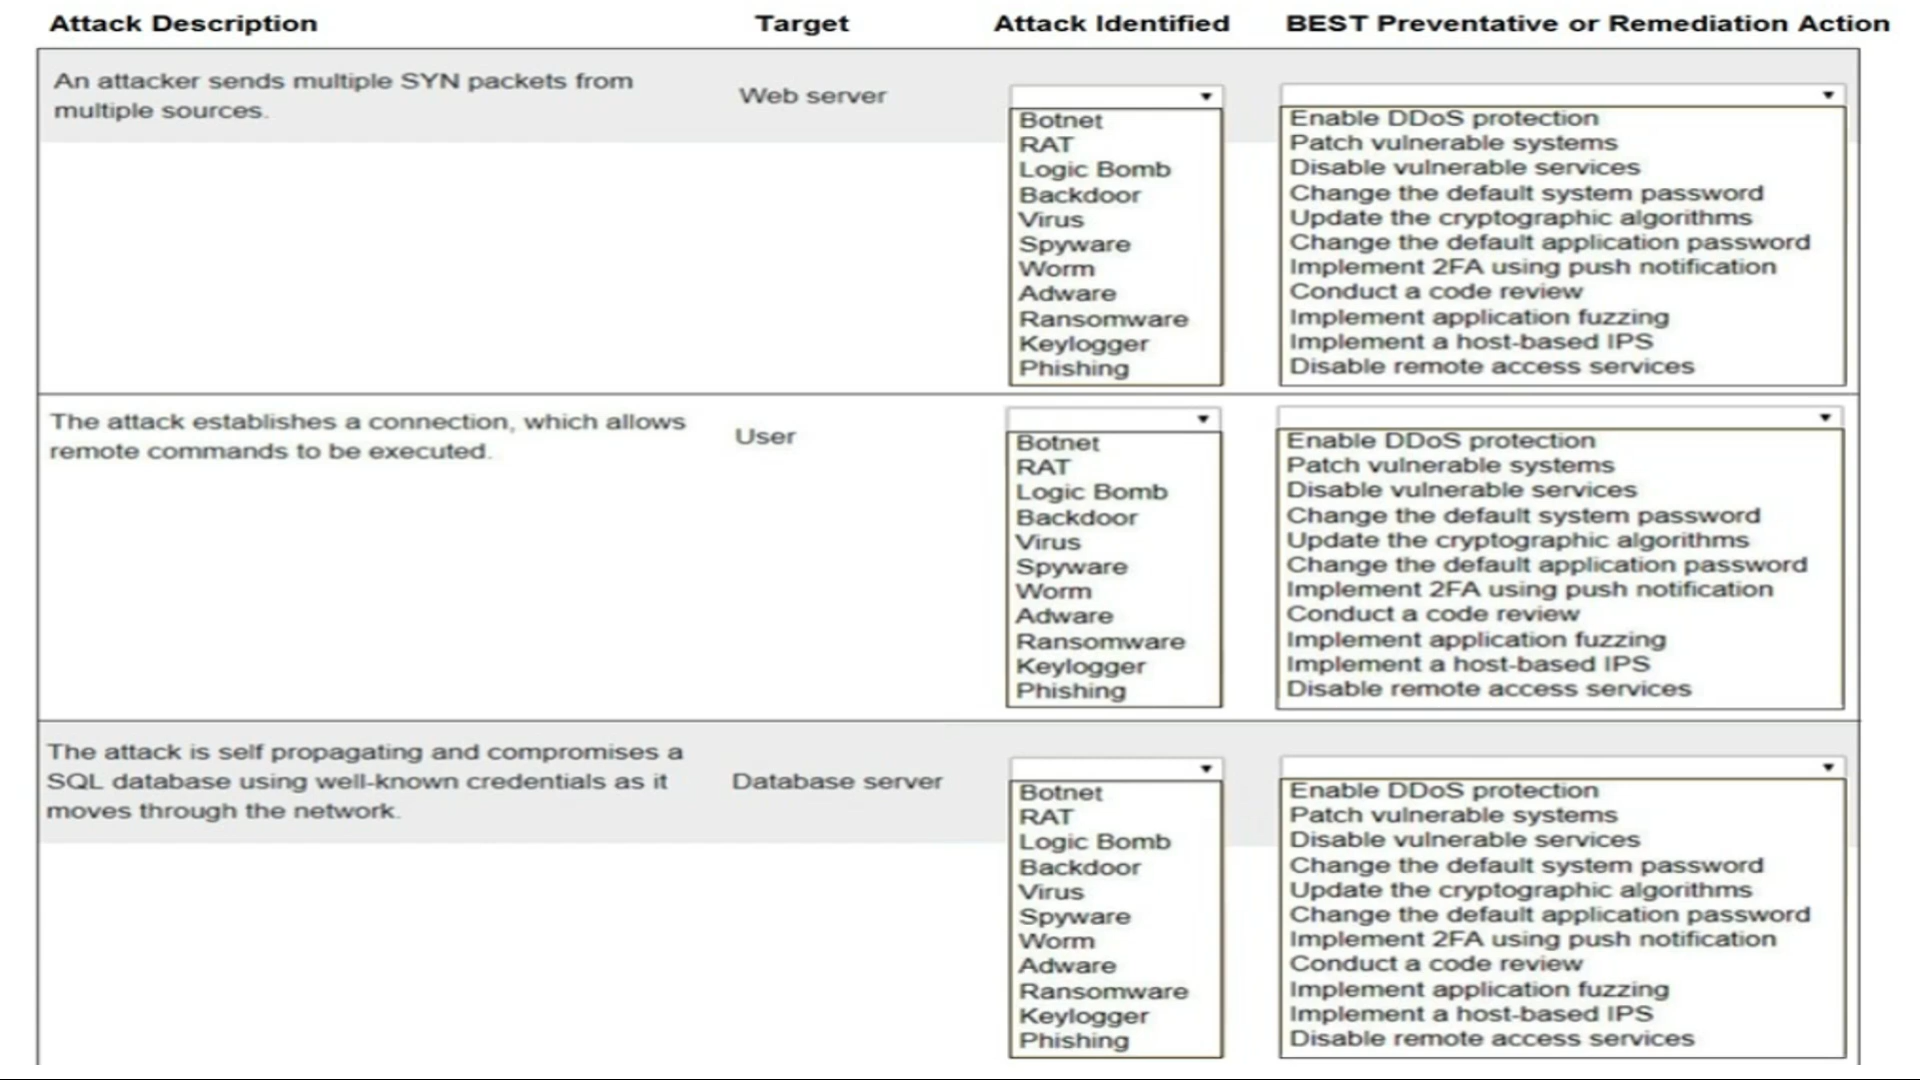 Attack Description Target Attack Identified BEST Preventative or Remediation Action
An attacker sends multiple SYN packets from
multiple sources.
Web server
Botnet
RAT
Logic Bomb
Backdoor
Virus
Spyware
Worm
Adware
Ransomware
Keylogger
Phishing
Enable DDoS protection
Patch vulnerable systems
Disable vulnerable services
Change the default system password
Update the cryptographic algorithms
Change the default application password
Implement 2FA using push notification
Conduct a code review
Implement application fuzzing
Implement a host-based IPS
Disable remote access services
The attack establishes a connection, which allows
remote commands to be executed.
User
Botnet
RAT
Logic Bomb
Backdoor
Virus
Spyware
Worm
Adware
Ransomware
Keylogger
Phishing
Enable DDoS protection
Patch vulnerable systems
Disable vulnerable services
Change the default system password
Update the cryptographic algorithms
Change the default application password
Implement 2FA using push notification
Conduct a code review
Implement application fuzzing
Implement a host-based IPS
Disable remote access services
The attack is self propagating and compromises a
SQL database using well-known credentials as it
moves through the network.
Database server
Botnet
RAT
Logic Bomb
Backdoor
Virus
Spyware
Worm
Adware
Ransomware
Keylogger
Phishing
Enable DDoS protection
Patch vulnerable systems
Disable vulnerable services
Change the default system password
Update the cryptographic algorithms
Change the default application password
Implement 2FA using push notification
Conduct a code review
Implement application fuzzing
Implement a host-based IPS
Disable remote access services